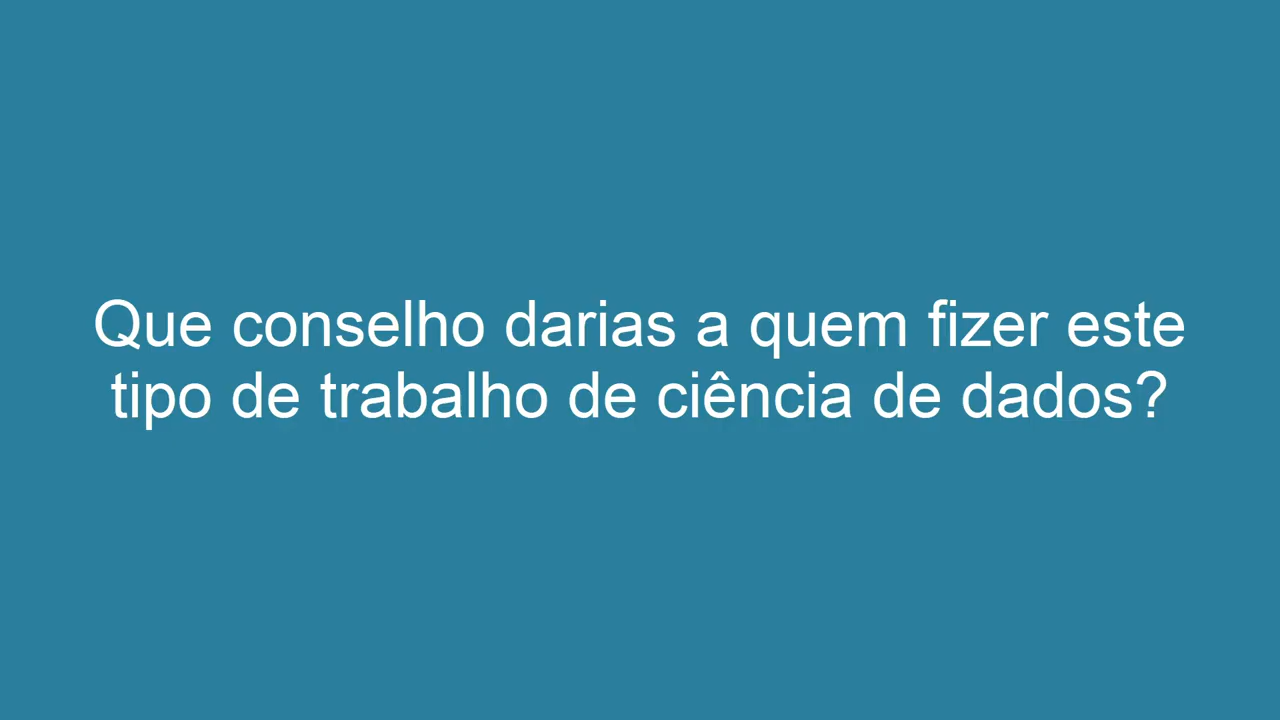 Que conselho darias a quem fizer este
tipo de trabalho de ciência de dados?